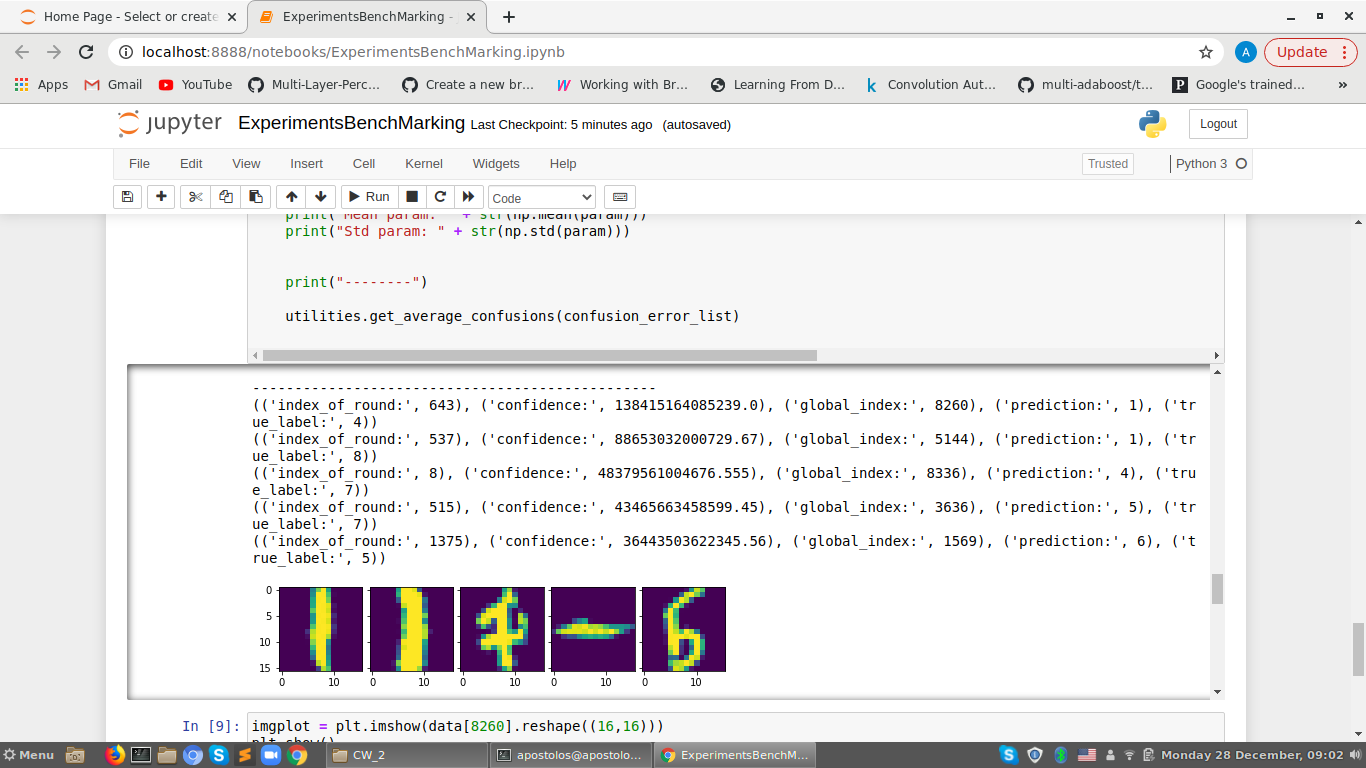 Home Page - Select or create
ExperimentsBenchMarking -
localhost:8888/notebooks/ExperimentsBenchMarking.ipynb
A
Update
Apps
Gmail
YouTube
Multi-Layer-Perc…
Create a new br…
Working with Br…
Learning From D…
Convolution Aut…
multi-adaboost/t…
Google's trained…
»
jupyter
ExperimentsBenchMarking Last Checkpoint: 5 minutes ago (autosaved)
Logout
File Edit View Insert Cell Kernel Widgets Help
Trusted
Python 3
Run
Code
print("Mean param: " + str(np.mean(param)))
print("Std param: " + str(np.std(param)))
print("--------")
utilities.get_average_confusions(confusion_error_list)
-------------------------------------------------
(('index_of_round:', 643), ('confidence:', 138415164085239.0), ('global_index:', 8260), ('prediction:', 1), ('tr
ue_label:', 4))
(('index_of_round:', 537), ('confidence:', 88653032000729.67), ('global_index:', 5144), ('prediction:', 1), ('tr
ue_label:', 8))
(('index_of_round:', 8), ('confidence:', 48379561004676.555), ('global_index:', 8336), ('prediction:', 4), ('tru
e_label:', 7))
(('index_of_round:', 515), ('confidence:', 43465663458599.45), ('global_index:', 3636), ('prediction:', 5), ('tr
ue_label:', 7))
(('index_of_round:', 1375), ('confidence:', 36443503622345.56), ('global_index:', 1569), ('prediction:', 6), ('t
rue_label:', 5))
0
5
10
15
0 10 0 10 0 10 0 10 0 10
In [9]: imgplot = plt.imshow(data[8260].reshape((16,16)))
plt.show()
Menu
CW_2
apostolos@apostolo…
ExperimentsBenchM…
Monday 28 December, 09:02